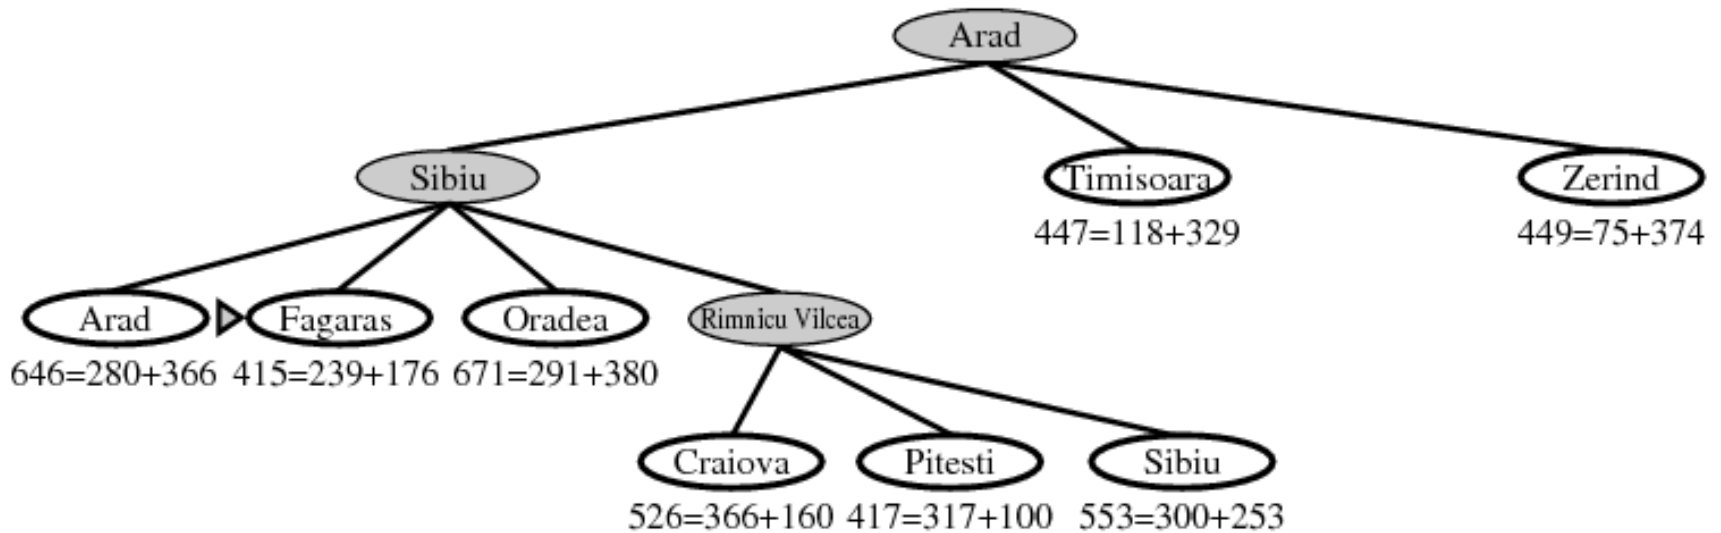 Arad
Sibiu
Timisoara
Zerind
447=118+329
449=75+374
Arad
Fagaras
Oradea
Rimnicu Vilcea
646=280+366
415=239+176
671=291+380
Craiova
Pitesti
Sibiu
526=366+160
417=317+100
553=300+253